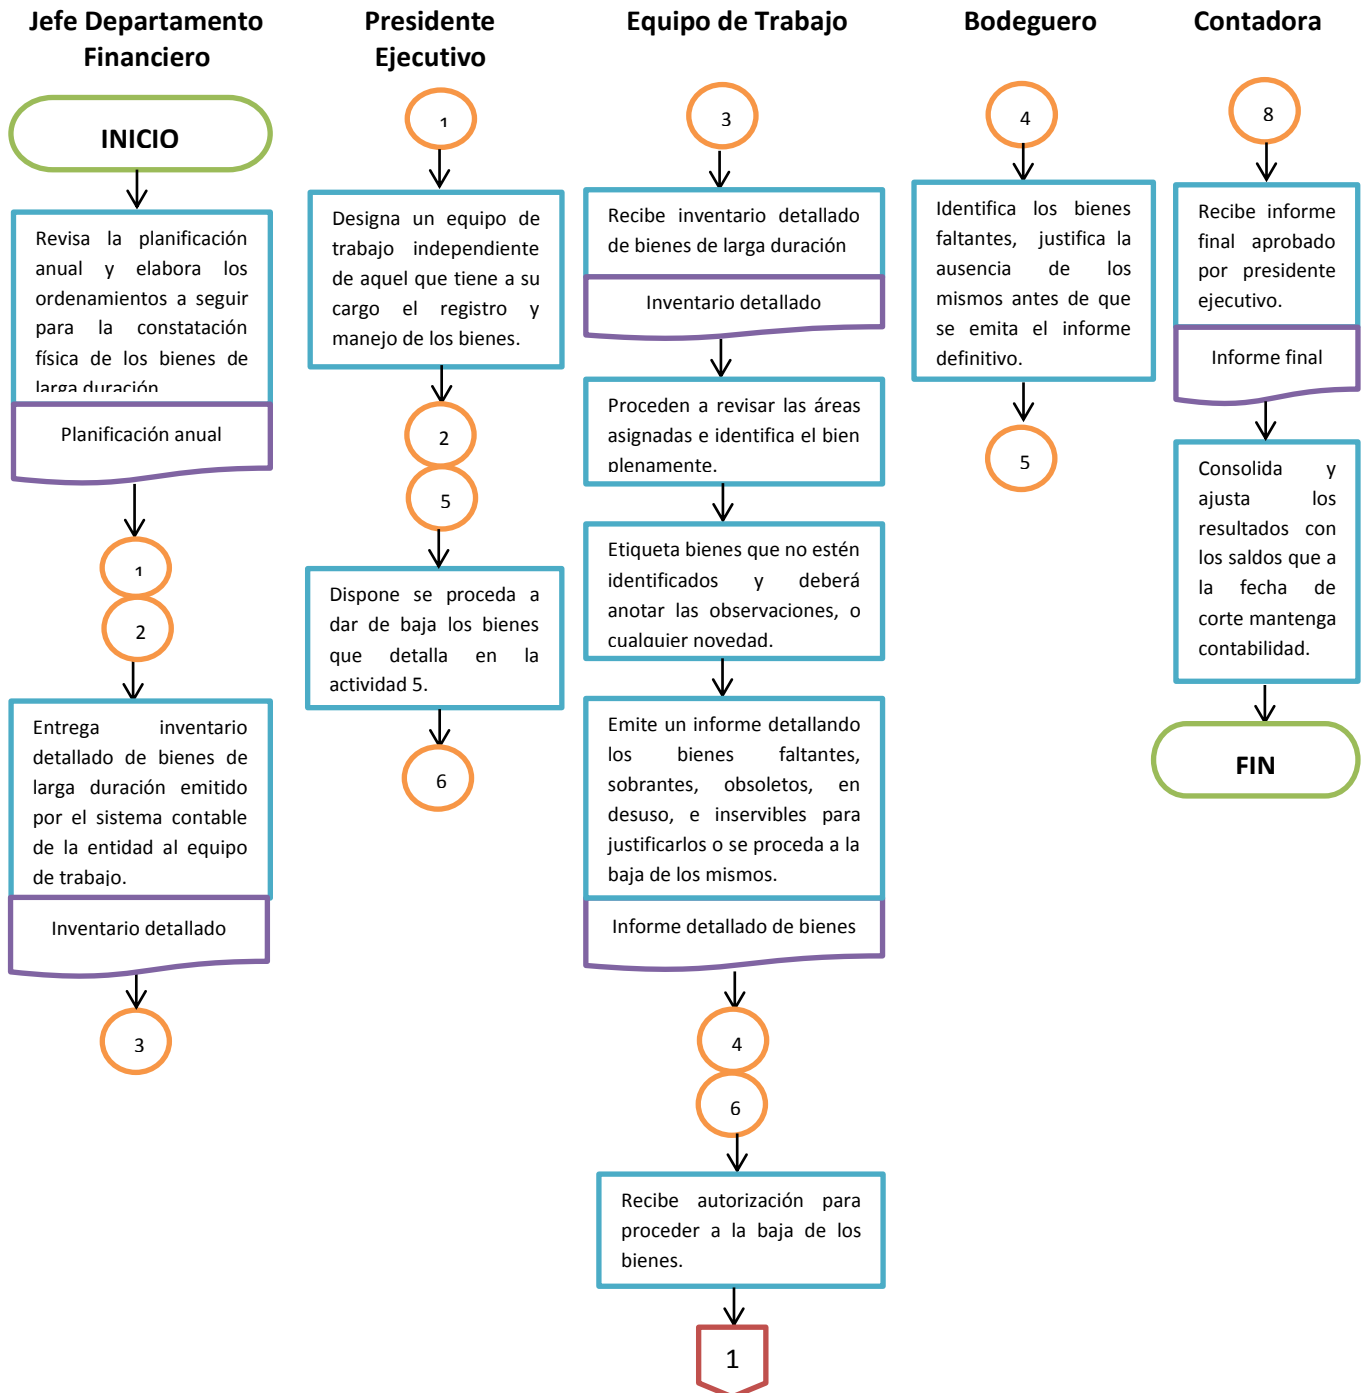 Jefe Departamento
Financiero
INICIO
Revisa la planificación
anual y elabora los
ordenamientos a seguir
para la constatación
física de los bienes de
larga duración
Planificación anual
1
2
Entrega inventario
detallado de bienes de
larga duración emitido
por el sistema contable
de la entidad al equipo
de trabajo.
Inventario detallado
3
Presidente
Ejecutivo
1
Designa un equipo de
trabajo independiente
de aquel que tiene a su
cargo el registro y
manejo de los bienes.
2
5
Dispone se proceda a
dar de baja los bienes
que detalla en la
actividad 5.
6
Equipo de Trabajo
3
Recibe inventario detallado
de bienes de larga duración
Inventario detallado
Proceden a revisar las áreas
asignadas e identifica el bien
plenamente.
Etiqueta bienes que no estén
identificados y deberá
anotar las observaciones, o
cualquier novedad.
Emite un informe detallando
los bienes faltantes,
sobrantes, obsoletos, en
desuso, e inservibles para
justificarlos o se proceda a la
baja de los mismos.
Informe detallado de bienes
4
6
Recibe autorización para
proceder a la baja de los
bienes.
1
Bodeguero
4
Identifica los bienes
faltantes, justifica la
ausencia de los
mismos antes de que
se emita el informe
definitivo.
5
Contadora
8
Recibe informe
final aprobado
por presidente
ejecutivo.
Informe final
Consolida y
ajusta los
resultados con
los saldos que a
la fecha de
corte mantenga
contabilidad.
FIN